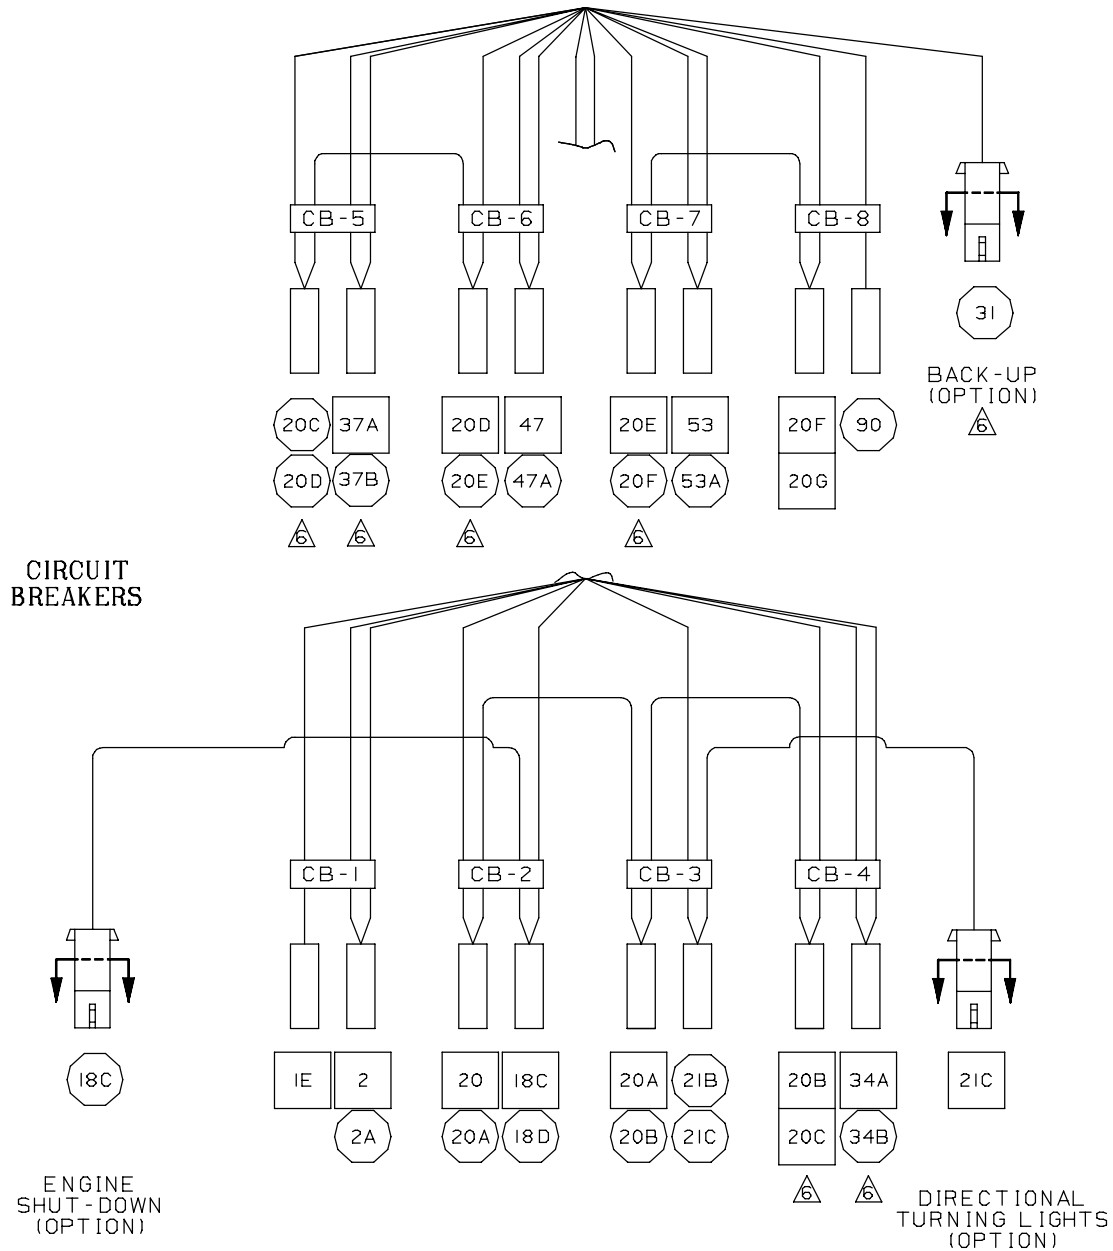 CB-5
CB-6
CB-7
CB-8
31
BACK-UP
(OPTION)
6
20C
37A
20D
47
20E
53
20F
90
20D
37B
20E
47A
20F
53A
20G
6
6
6
6
CIRCUIT
BREAKERS
CB-1
CB-2
CB-3
CB-4
18C
1E
2
20
18C
20A
21B
20B
34A
21C
2A
20A
18D
20B
21C
20C
34B
6
6
ENGINE
SHUT-DOWN
(OPTION)
DIRECTIONAL
TURNING LIGHTS
(OPTION)